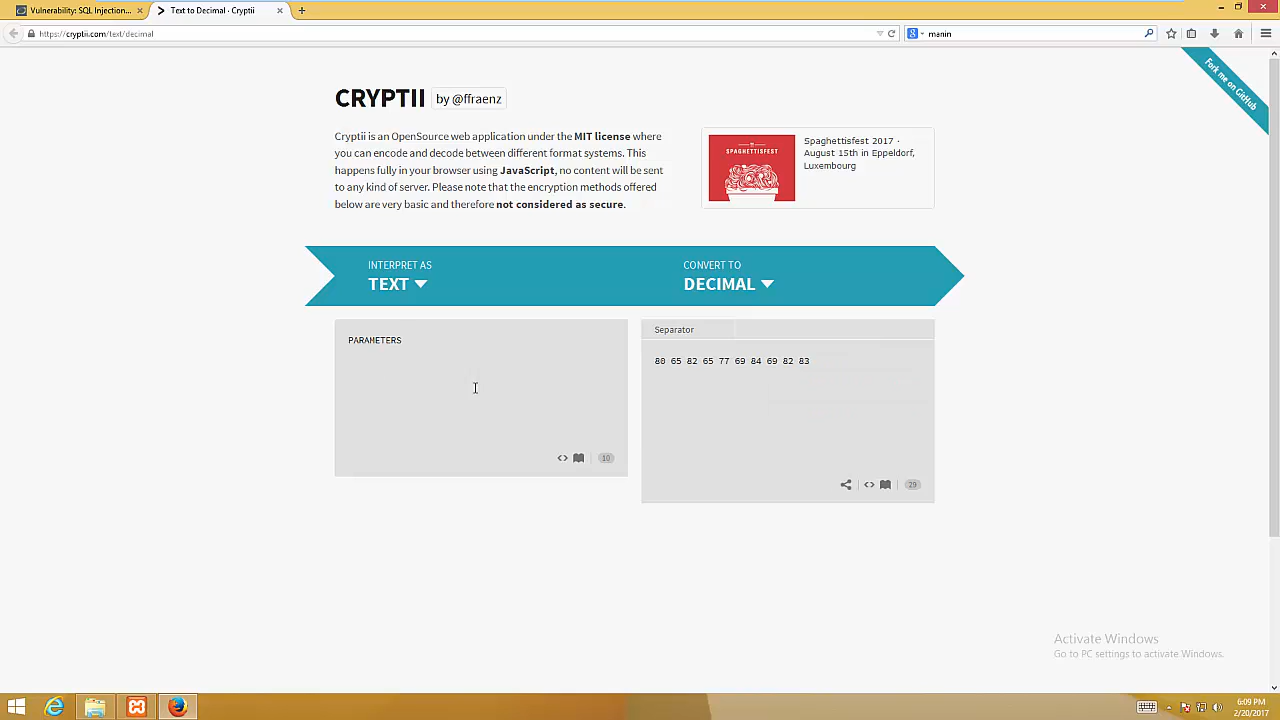 Vulnerability: SQL Injection...
Text to Decimal · Cryptii
https://cryptii.com/text/decimal
manin
Fork me on GitHub
CRYPTII by @ffraenz
Cryptii is an OpenSource web application under the MIT license where
you can encode and decode between different format systems. This
happens fully in your browser using JavaScript, no content will be sent
to any kind of server. Please note that the encryption methods offered
below are very basic and therefore not considered as secure.
SPAGHETTISFEST
Spaghettisfest 2017 ·
August 15th in Eppeldorf,
Luxembourg
INTERPRET AS
TEXT
CONVERT TO
DECIMAL
PARAMETERS
10
Separator
80 65 82 65 77 69 84 69 82 83
29
Activate Windows
Go to PC settings to activate Windows.
6:09 PM
2/20/2017